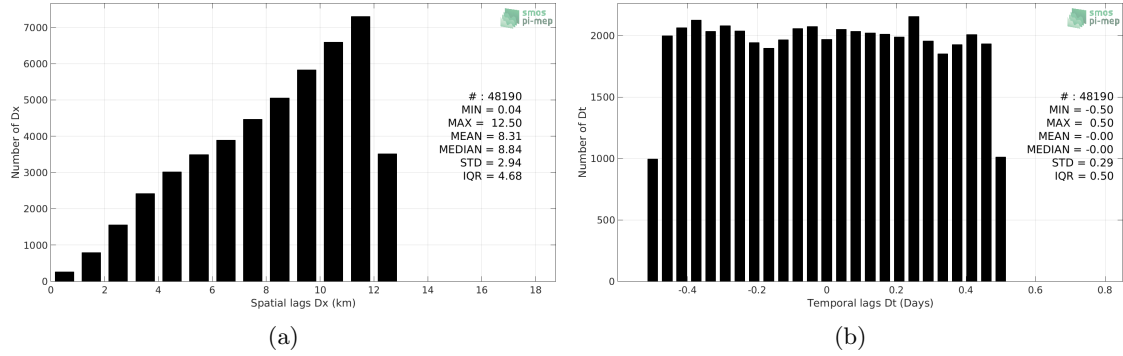 smos
pi-mep
7000
6000
5000
4000
3000
2000
1000
0
Number of Dx
# : 48190
MIN = 0.04
MAX = 12.50
MEAN = 8.31
MEDIAN = 8.84
STD = 2.94
IQR = 4.68
0 2 4 6 8 10 12 14 16 18
Spatial lags Dx (km)
(a)
smos
pi-mep
2000
1500
1000
500
0
Number of Dt
# : 48190
MIN = -0.50
MAX = 0.50
MEAN = -0.00
MEDIAN = -0.00
STD = 0.29
IQR = 0.50
-0.4 -0.2 0 0.2 0.4 0.6 0.8
Temporal lags Dt (Days)
(b)